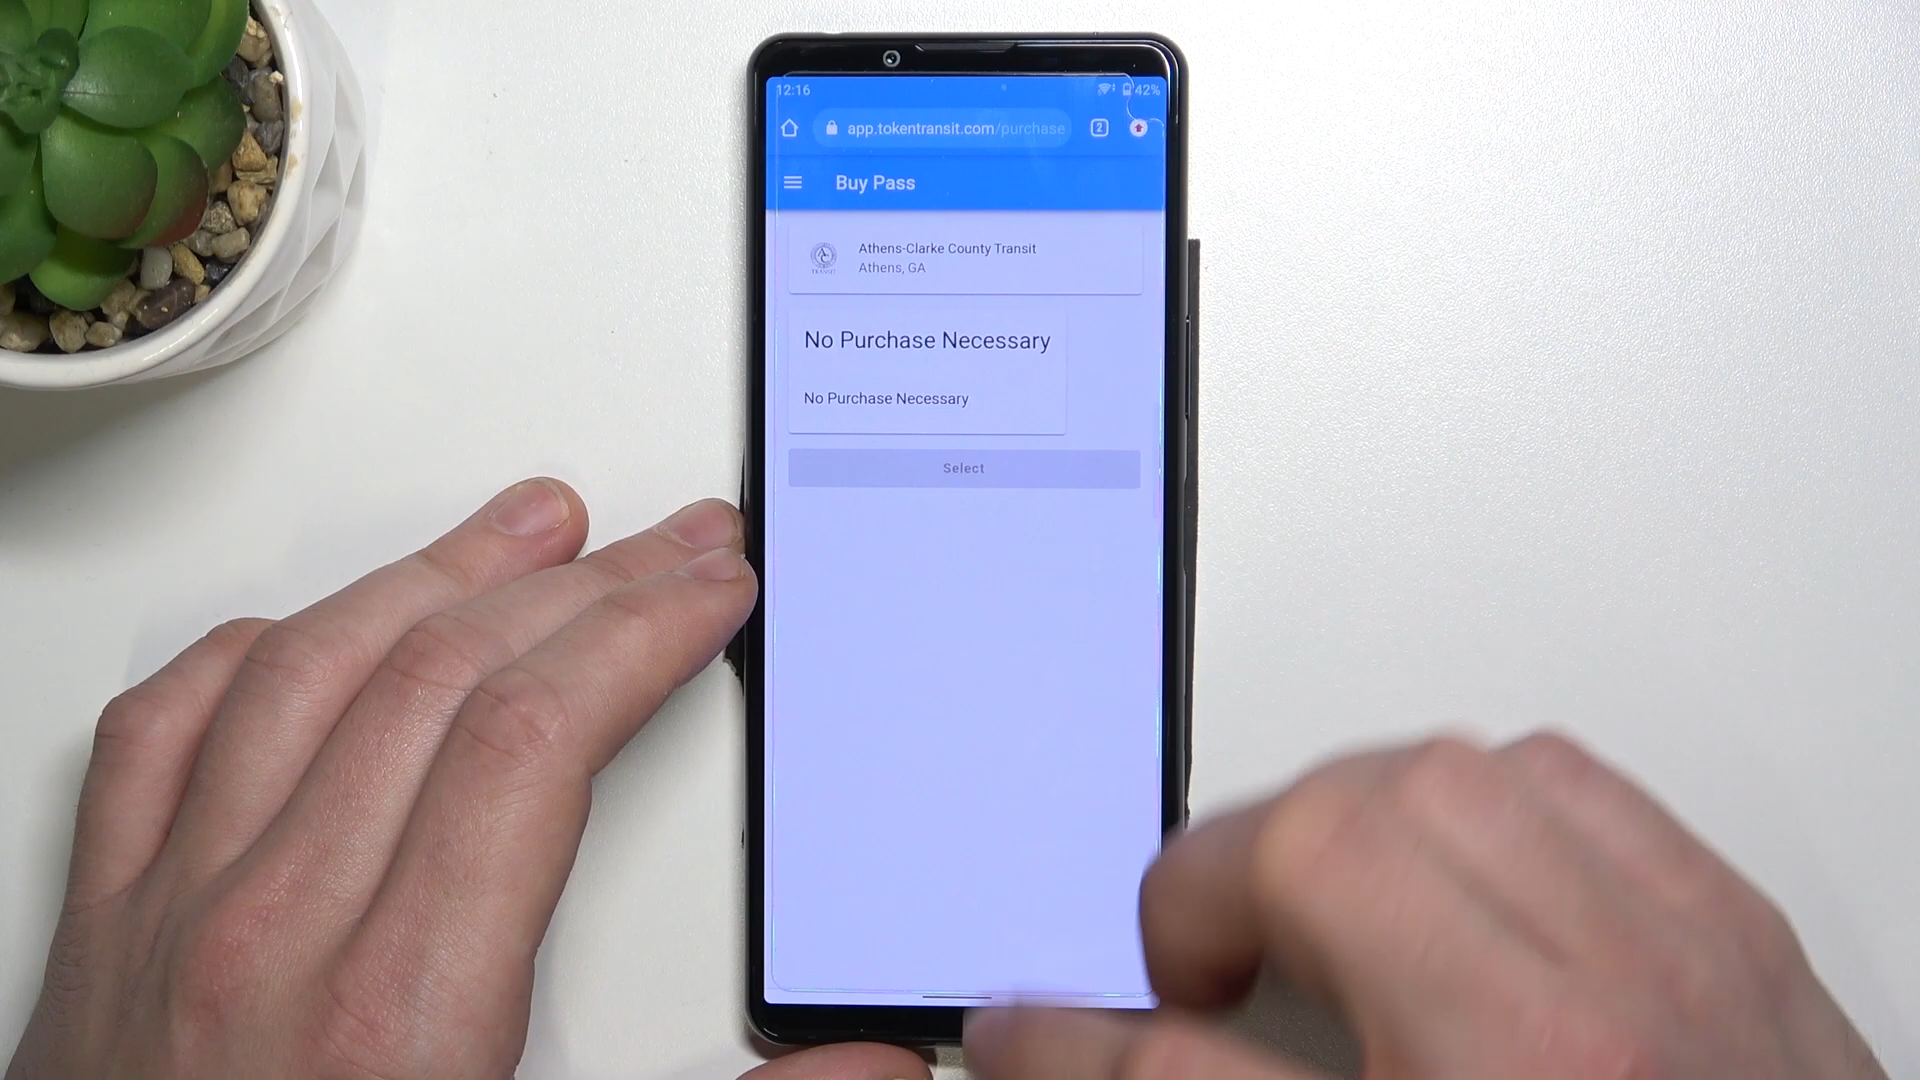 12:16
42%
app.tokentransit.com/purchase
2
Buy Pass
Athens-Clarke County Transit
Athens, GA
TRANSIT
No Purchase Necessary
No Purchase Necessary
Select